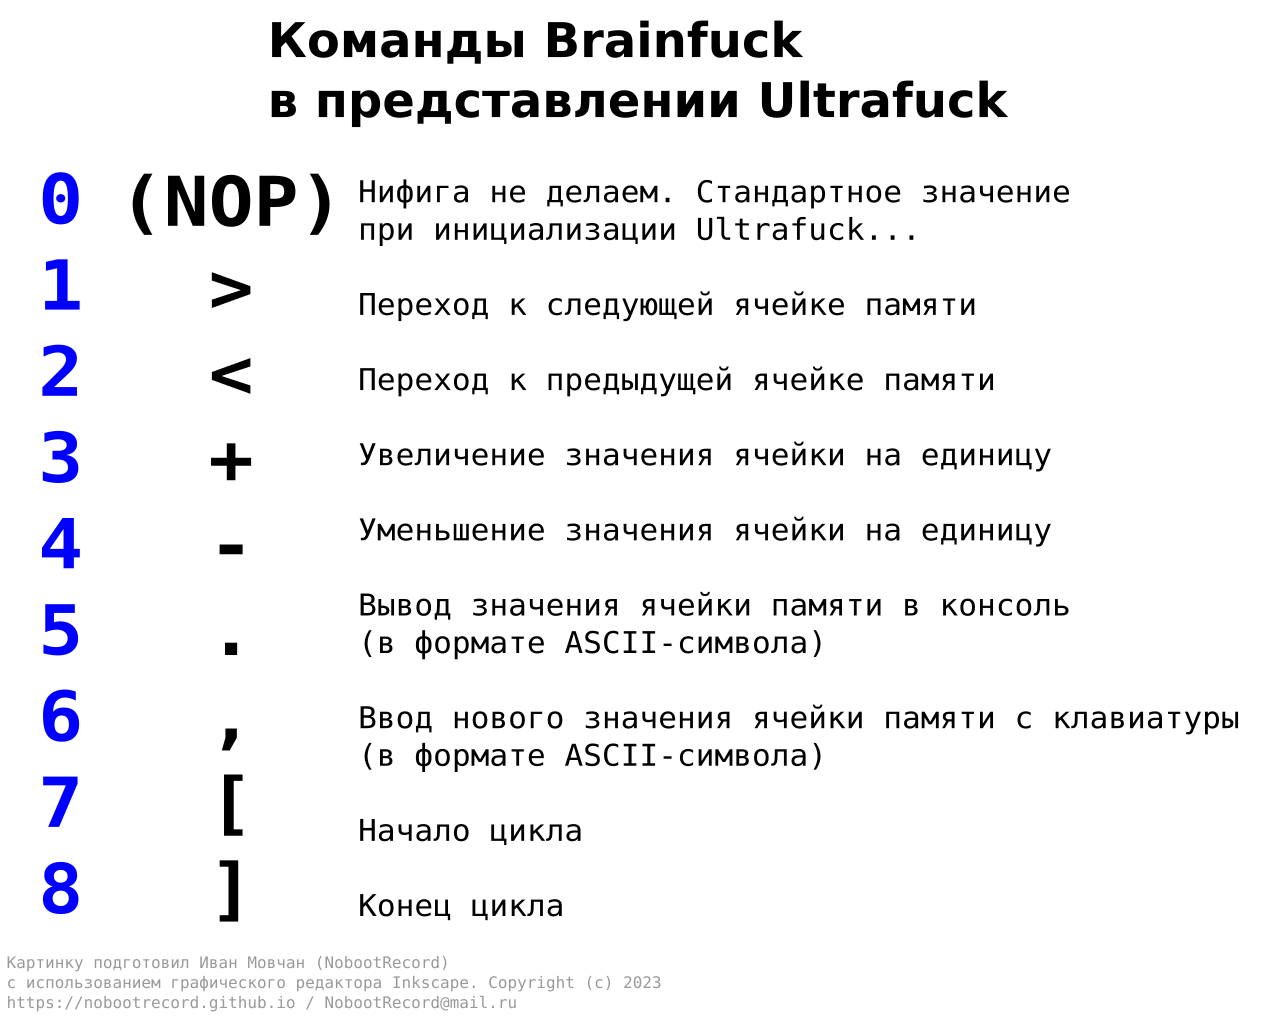 Команды Brainfuck
в представлении Ultrafuck
0 (NOP) Нифига не делаем. Стандартное значение
при инициализации Ultrafuck...
1 > Переход к следующей ячейке памяти
2 < Переход к предыдущей ячейке памяти
3 + Увеличение значения ячейки на единицу
4 - Уменьшение значения ячейки на единицу
5 . Вывод значения ячейки памяти в консоль
(в формате ASCII-символа)
6 , Ввод нового значения ячейки памяти с клавиатуры
(в формате ASCII-символа)
7 [ Начало цикла
8 ] Конец цикла
Картинку подготовил Иван Мовчан (NobootRecord)
с использованием графического редактора Inkscape. Copyright (c) 2023
https://nobootrecord.github.io / NobootRecord@mail.ru